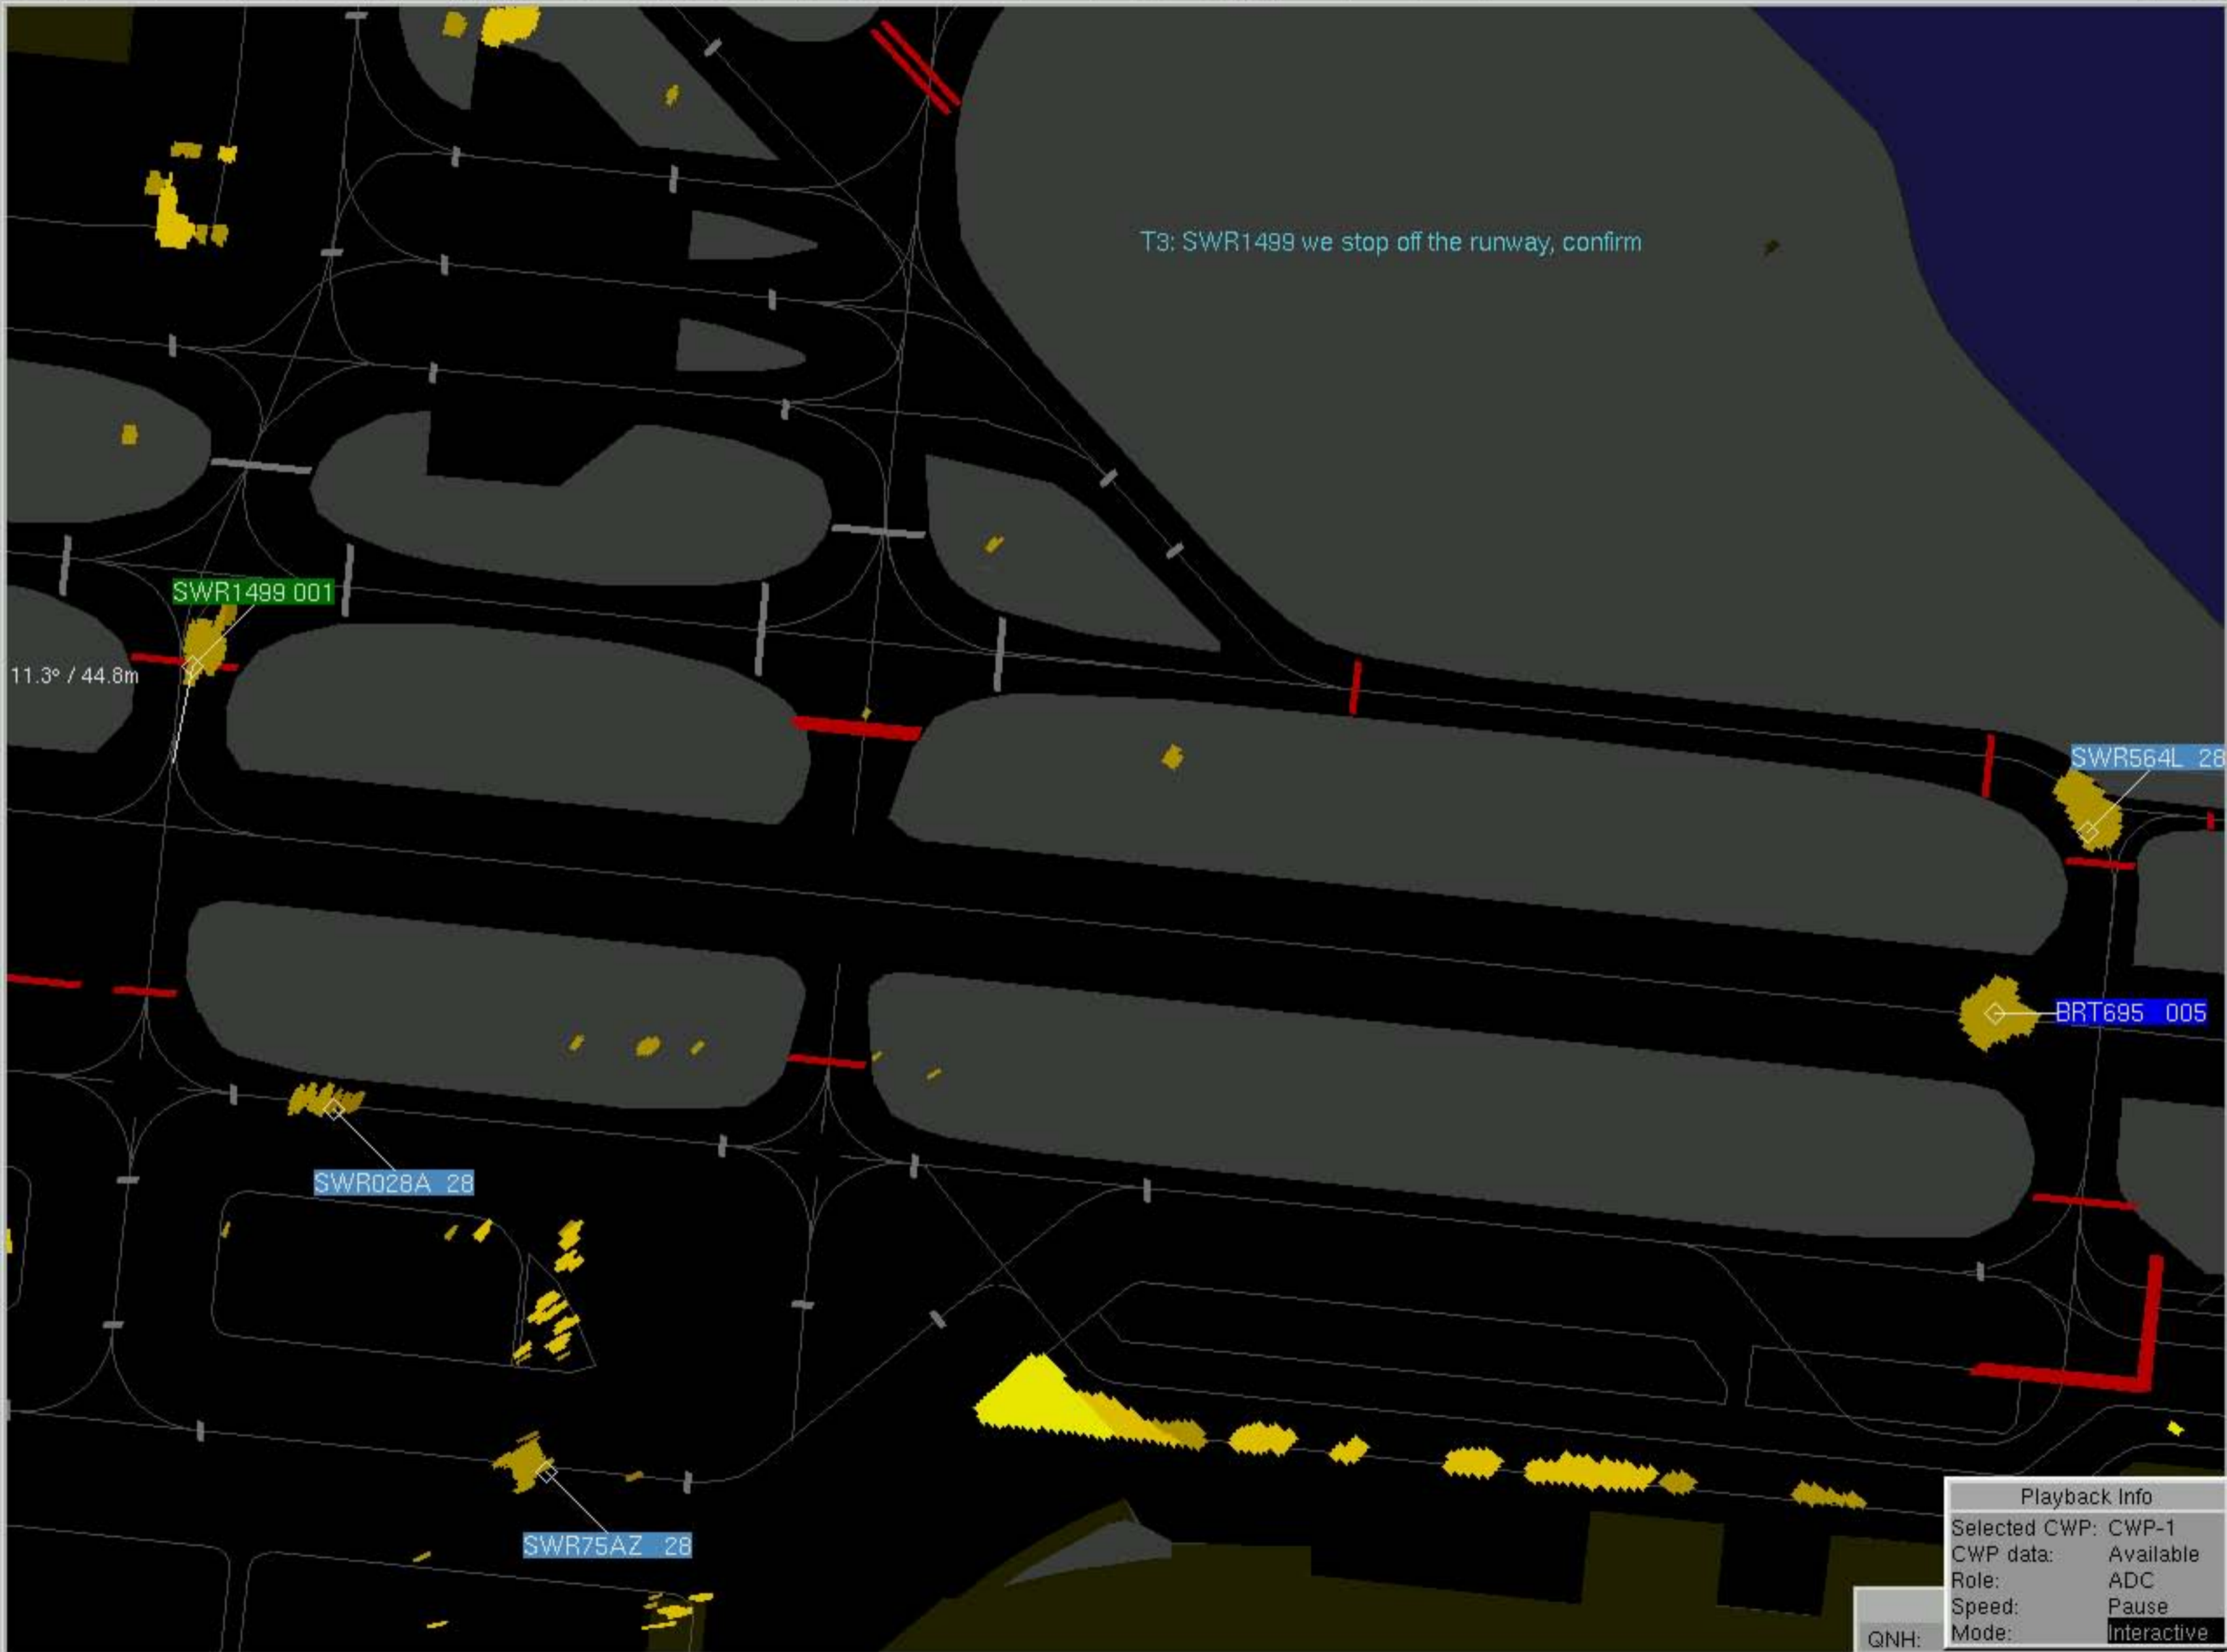 T3: SWR1499 we stop off the runway, confirm
SWR1499 001
11.3º / 44.8m
SWR564L 28
BRT695 005
SWR028A 28
SWR75AZ 28
Playback Info
Selected CWP: CWP-1
CWP data: Available
Role: ADC
Speed: Pause
Mode: Interactive
QNH: